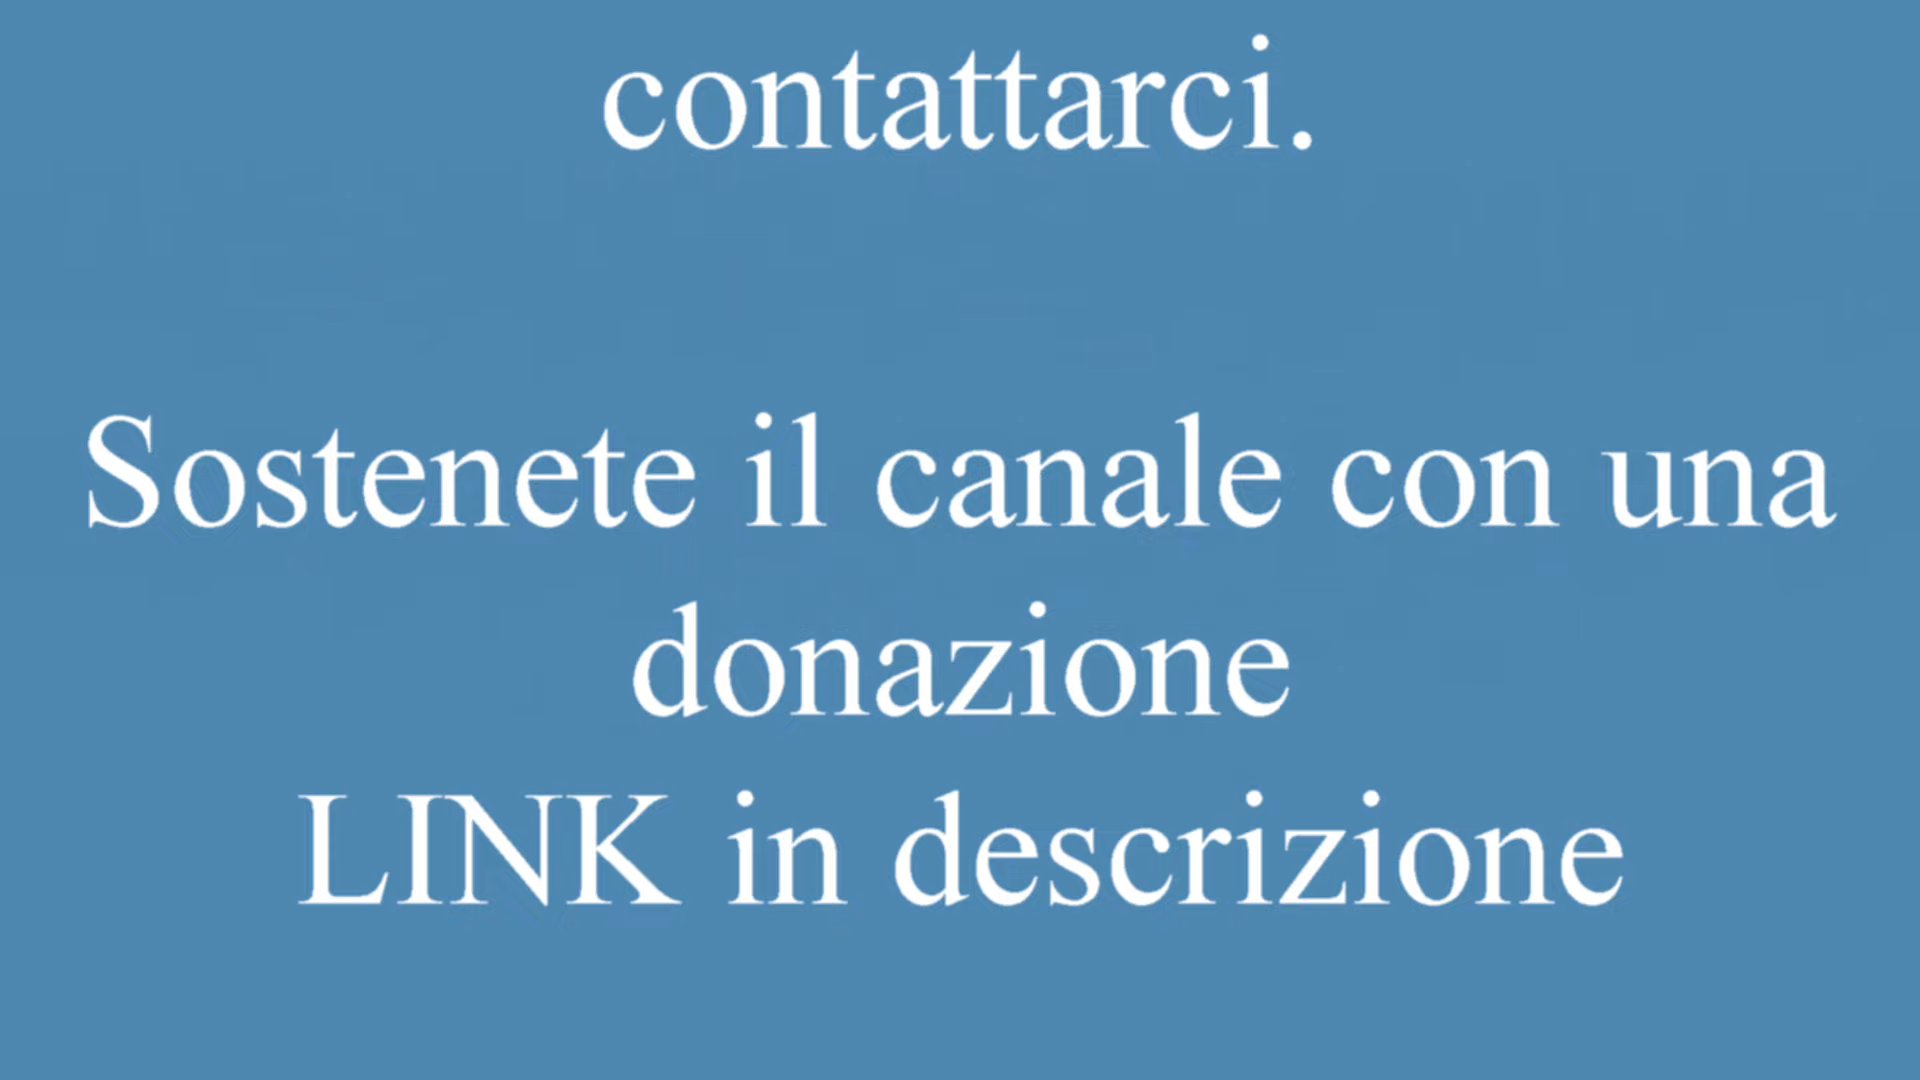 contattarci.
Sostenete il canale con una
donazione
LINK in descrizione